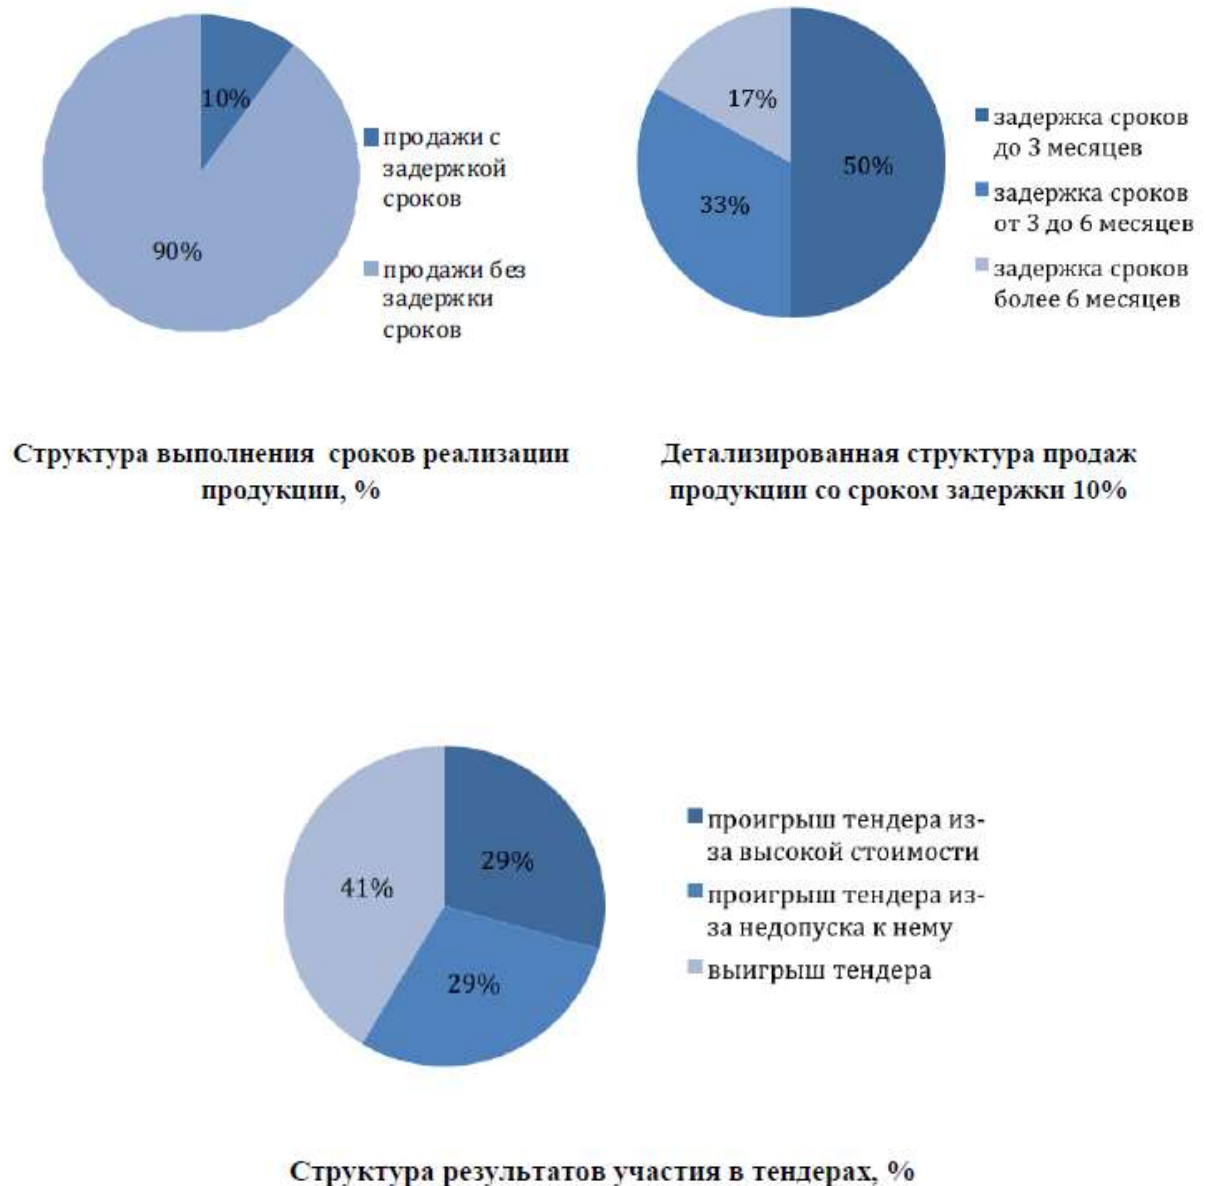 10%
90%
продажи с
задержкой
сроков
продажи без
задержки
сроков
Структура выполнения сроков реализации
продукции, %
17%
50%
33%
задержка сроков
до 3 месяцев
задержка сроков
от 3 до 6 месяцев
задержка сроков
более 6 месяцев
Детализированная структура продаж
продукции со сроком задержки 10%
29%
41%
29%
проигрыш тендера из-
за высокой стоимости
проигрыш тендера из-
за недопуска к нему
выигрыш тендера
Структура результатов участия в тендерах, %